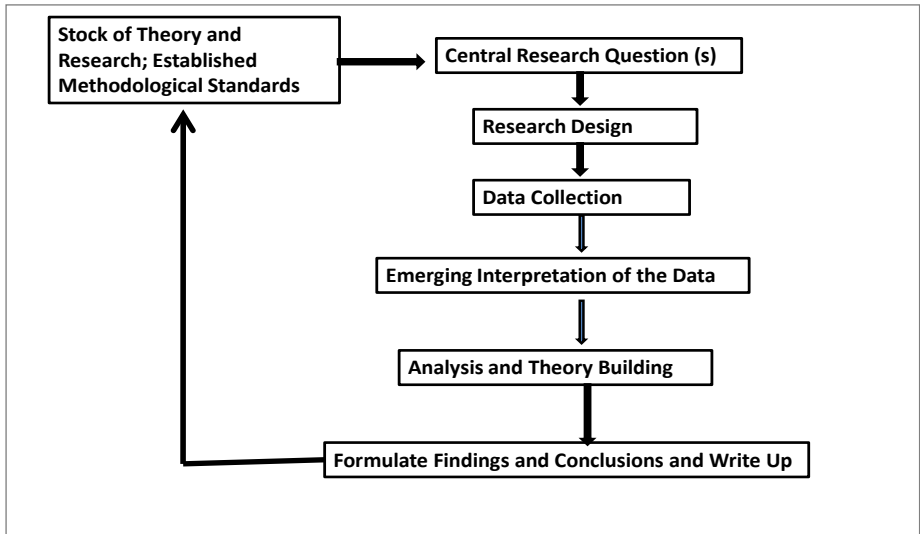 Stock of Theory and
Research; Established
Methodological Standards
Central Research Question (s)
Research Design
Data Collection
Emerging Interpretation of the Data
Analysis and Theory Building
Formulate Findings and Conclusions and Write Up